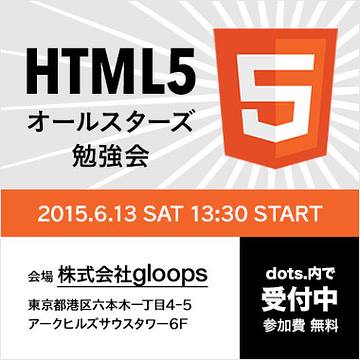 HTML5
オールスターズ
勉強会
5
2015.6.13 SAT 13:30 START
会場 株式会社gloops
東京都港区六本木一丁目4-5
アークヒルズサウスタワー6F
dots.内で
受付中
参加費 無料